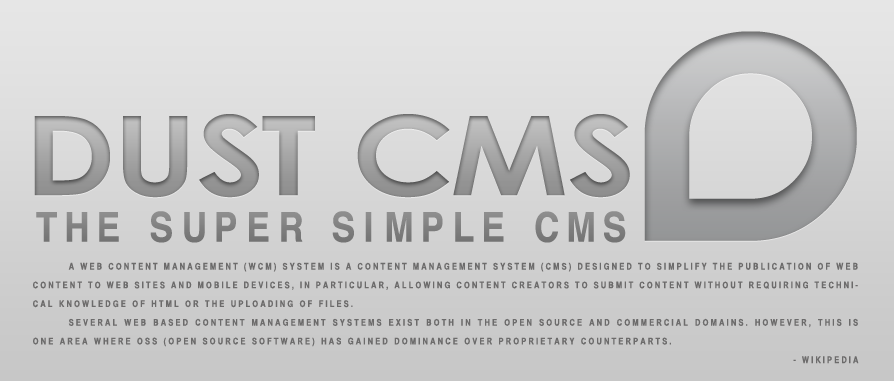 DUST CMS
THE SUPER SIMPLE CMS
A WEB CONTENT MANAGEMENT (WCM) SYSTEM IS A CONTENT MANAGEMENT SYSTEM (CMS) DESIGNED TO SIMPLIFY THE PUBLICATION OF WEB
CONTENT TO WEB SITES AND MOBILE DEVICES, IN PARTICULAR, ALLOWING CONTENT CREATORS TO SUBMIT CONTENT WITHOUT REQUIRING TECHNI-
CAL KNOWLEDGE OF HTML OR THE UPLOADING OF FILES.
SEVERAL WEB BASED CONTENT MANAGEMENT SYSTEMS EXIST BOTH IN THE OPEN SOURCE AND COMMERCIAL DOMAINS. HOWEVER, THIS IS
ONE AREA WHERE OSS (OPEN SOURCE SOFTWARE) HAS GAINED DOMINANCE OVER PROPRIETARY COUNTERPARTS.
- WIKIPEDIA